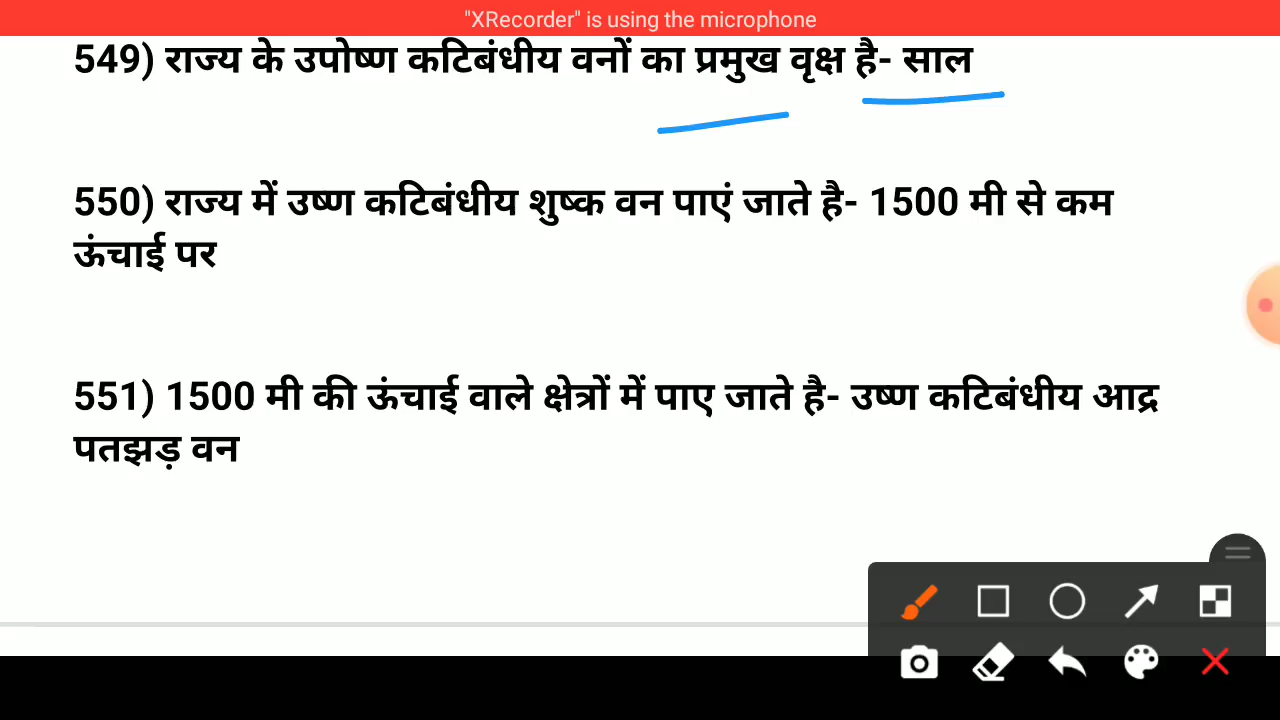 "XRecorder" is using the microphone
549) राज्य के उपोष्ण कटिबंधीय वनों का प्रमुख वृक्ष है- साल
550) राज्य में उष्ण कटिबंधीय शुष्क वन पाएं जाते है- 1500 मी से कम
ऊंचाई पर
551) 1500 मी की ऊंचाई वाले क्षेत्रों में पाए जाते है- उष्ण कटिबंधीय आद्र
पतझड़ वन